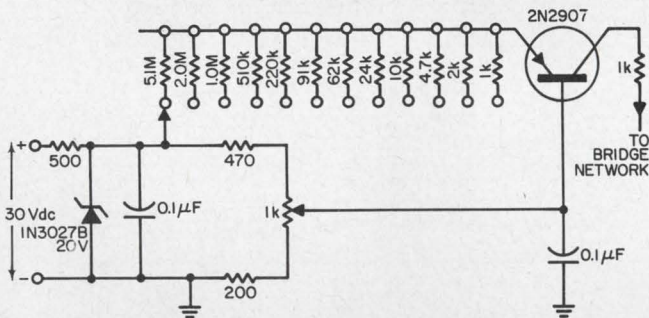 2N2907
5.1M
2.0M
1.0M
510k
220k
91k
62k
24k
10k
4.7k
2k
1k
1k
TO
BRIDGE
NETWORK
+
500
470
30 Vdc
1N3027B
20V
0.1µF
1k
0.1µF
–
200